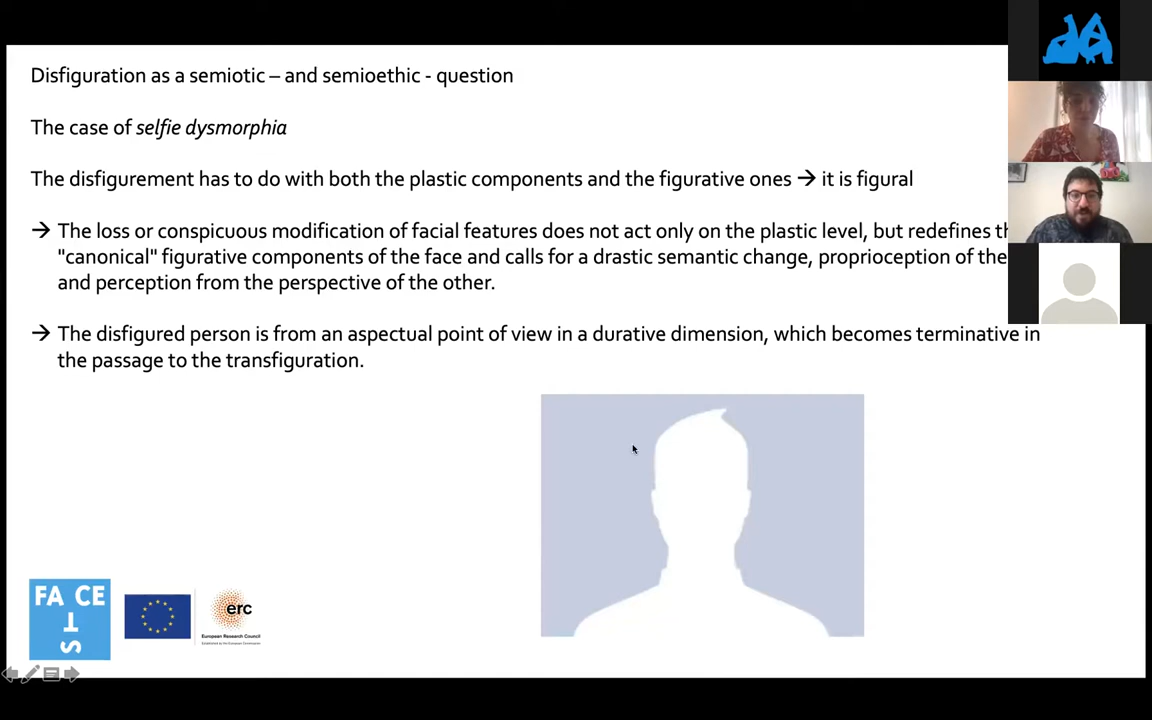 Disfiguration as a semiotic – and semioethic - question
The case of selfie dysmorphia
The disfigurement has to do with both the plastic components and the figurative ones → it is figural
→ The loss or conspicuous modification of facial features does not act only on the plastic level, but redefines
"canonical" figurative components of the face and calls for a drastic semantic change, proprioception of the
and perception from the perspective of the other.
→ The disfigured person is from an aspectual point of view in a durative dimension, which becomes terminative in
the passage to the transfiguration.
FA CE
T
S
erc
European Research Council
Established by the European Commission